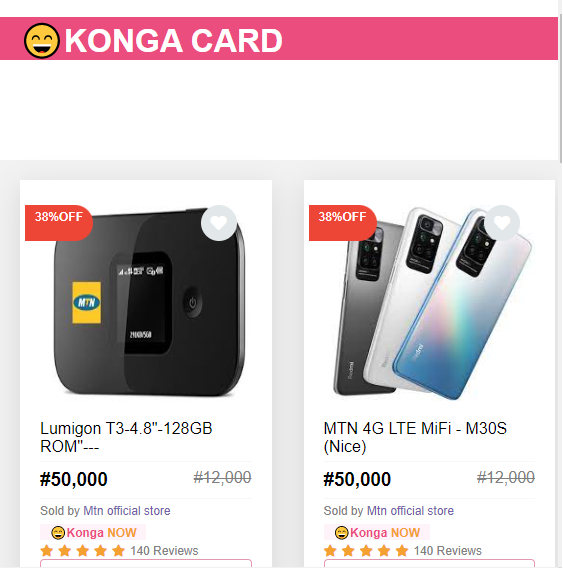 KONGA CARD
38%OFF
MTN
Lumigon T3-4.8"-128GB
ROM"---
#50,000 #12,000
Sold by Mtn official store
Konga NOW
140 Reviews
38%OFF
Redmi
MTN 4G LTE MiFi - M30S
(Nice)
#50,000 #12,000
Sold by Mtn official store
Konga NOW
140 Reviews